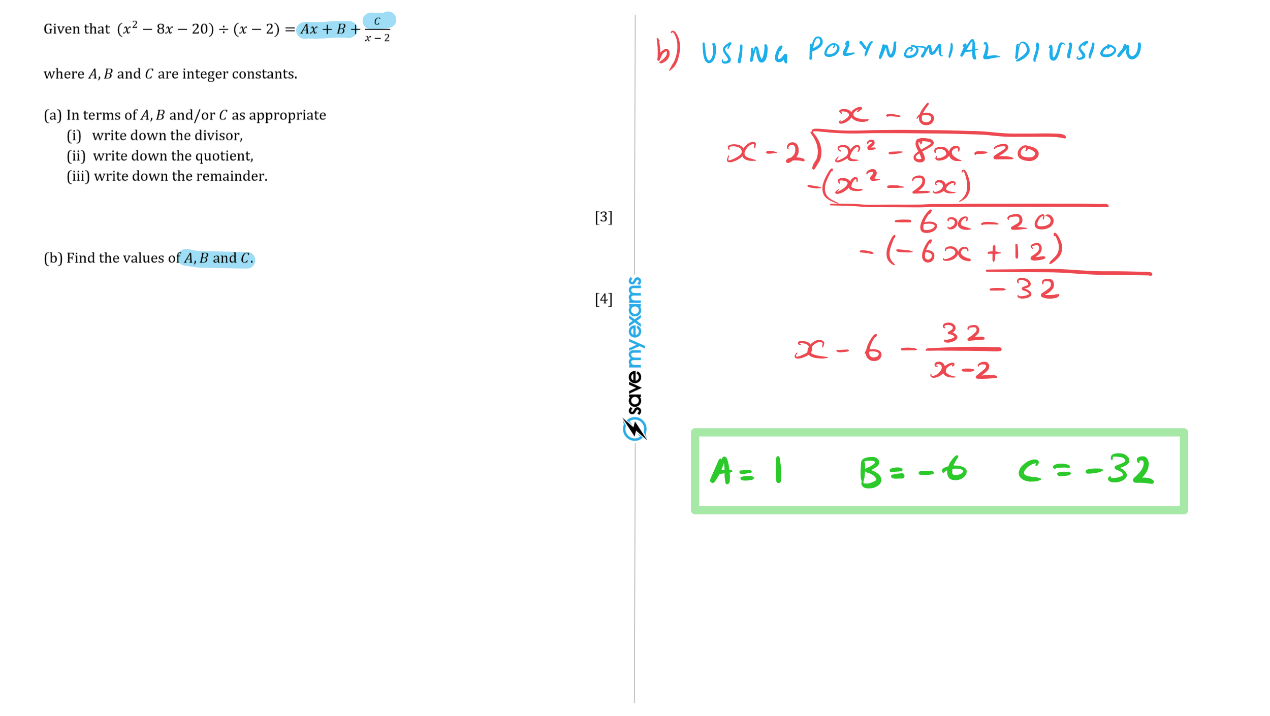 Given that (x² − 8x − 20) ÷ (x − 2) = Ax + B + C/(x − 2)
where A, B and C are integer constants.
(a) In terms of A, B and/or C as appropriate
(i) write down the divisor,
(ii) write down the quotient,
(iii) write down the remainder.
[3]
(b) Find the values of A, B and C.
[4]
save my exams
b) USING POLYNOMIAL DIVISION
x - 6
x - 2 ) x² - 8x - 20
-(x² - 2x)
-6x - 20
- (-6x + 12)
-32
x - 6 - 32/(x-2)
A = 1 B = -6 C = -32